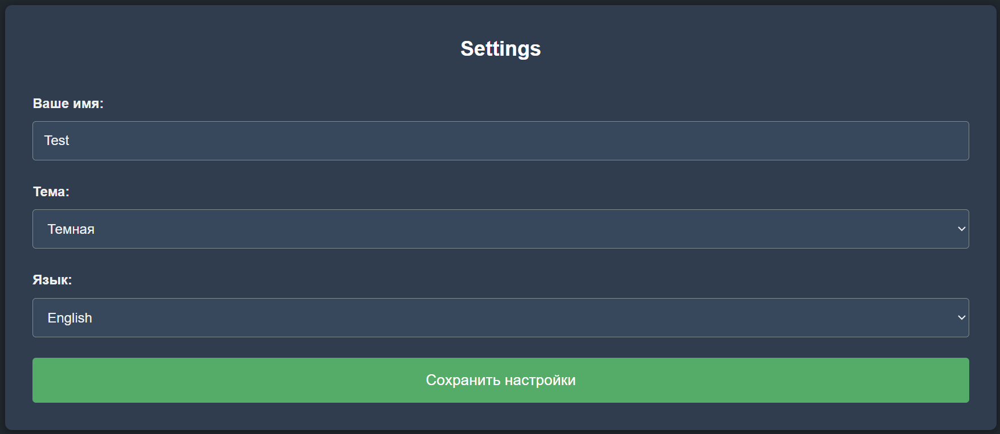 Settings
Ваше имя:
Test
Тема:
Темная
Язык:
English
Сохранить настройки